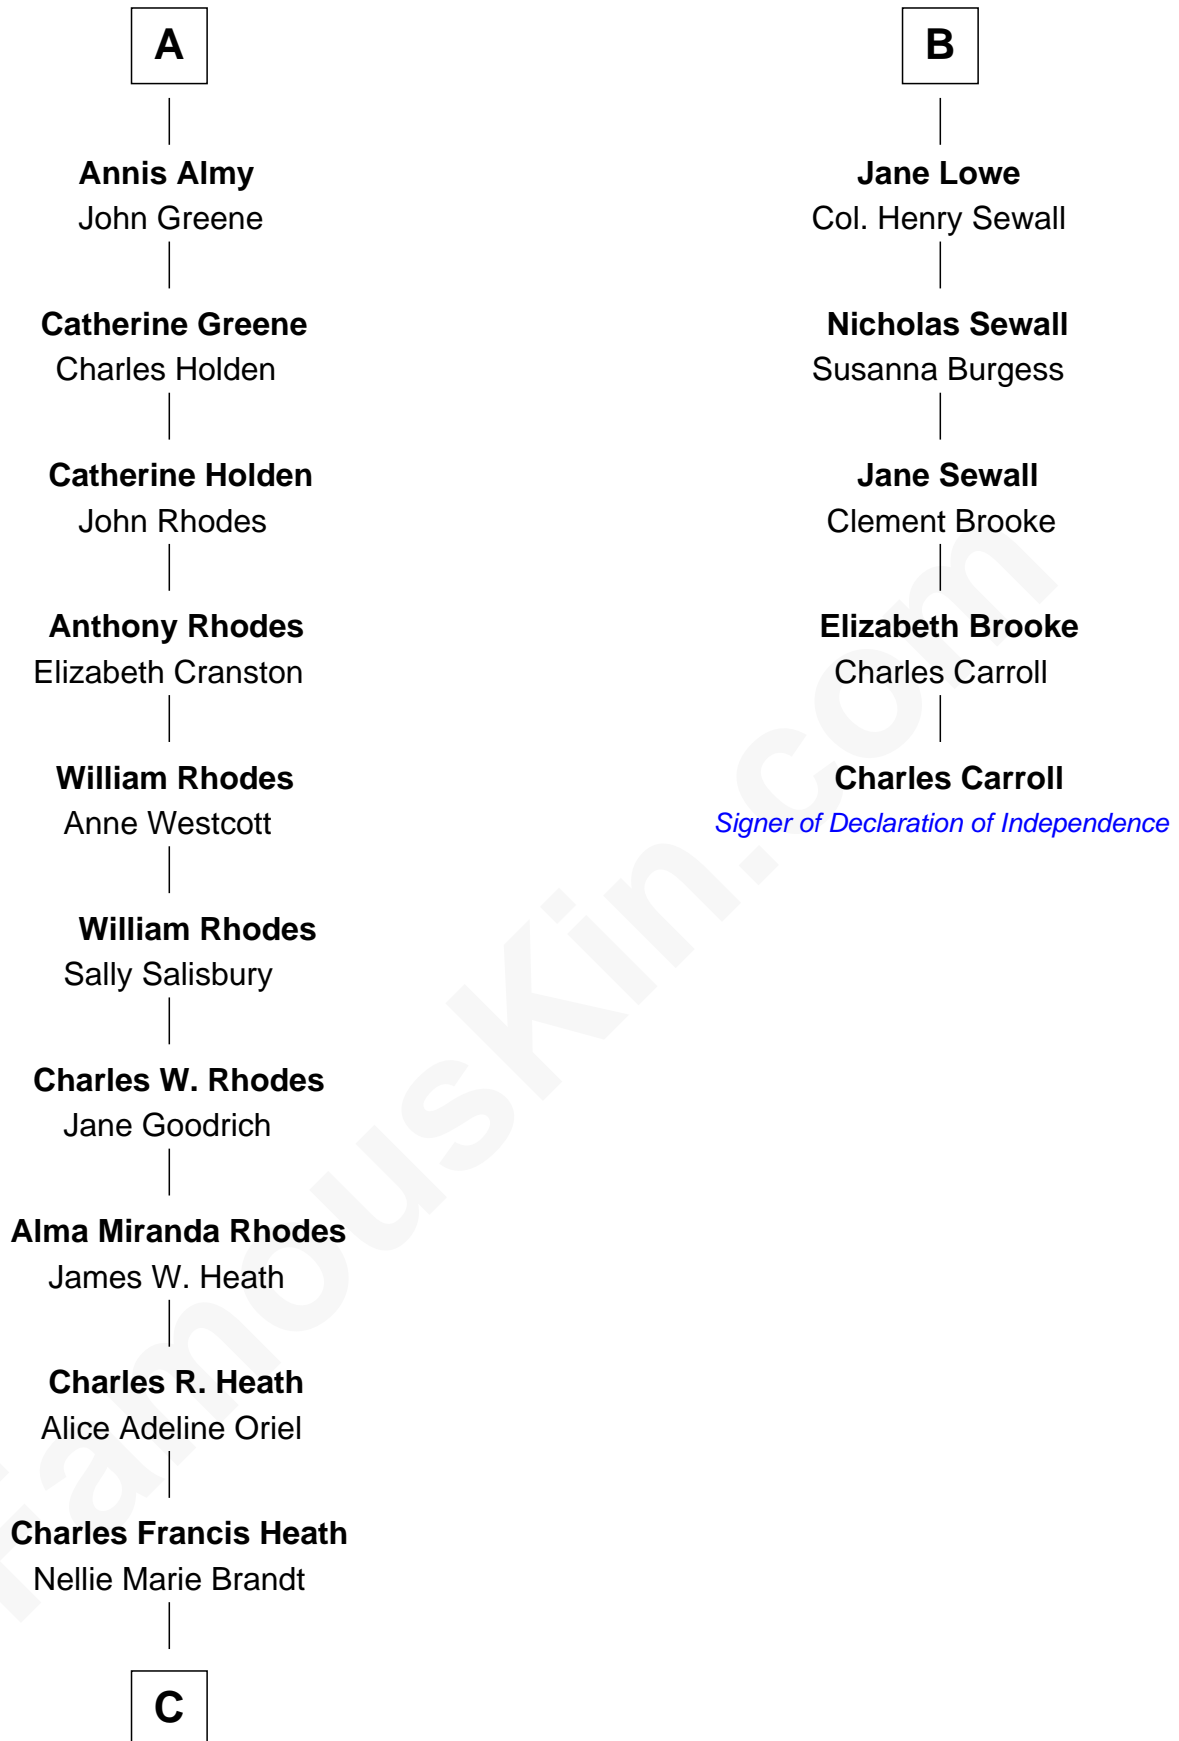 A
Annis Almy
John Greene
Catherine Greene
Charles Holden
Catherine Holden
John Rhodes
Anthony Rhodes
Elizabeth Cranston
William Rhodes
Anne Westcott
William Rhodes
Sally Salisbury
Charles W. Rhodes
Jane Goodrich
Alma Miranda Rhodes
James W. Heath
Charles R. Heath
Alice Adeline Oriel
Charles Francis Heath
Nellie Marie Brandt
C
B
Jane Lowe
Col. Henry Sewall
Nicholas Sewall
Susanna Burgess
Jane Sewall
Clement Brooke
Elizabeth Brooke
Charles Carroll
Charles Carroll
Signer of Declaration of Independence
FamousKin.com